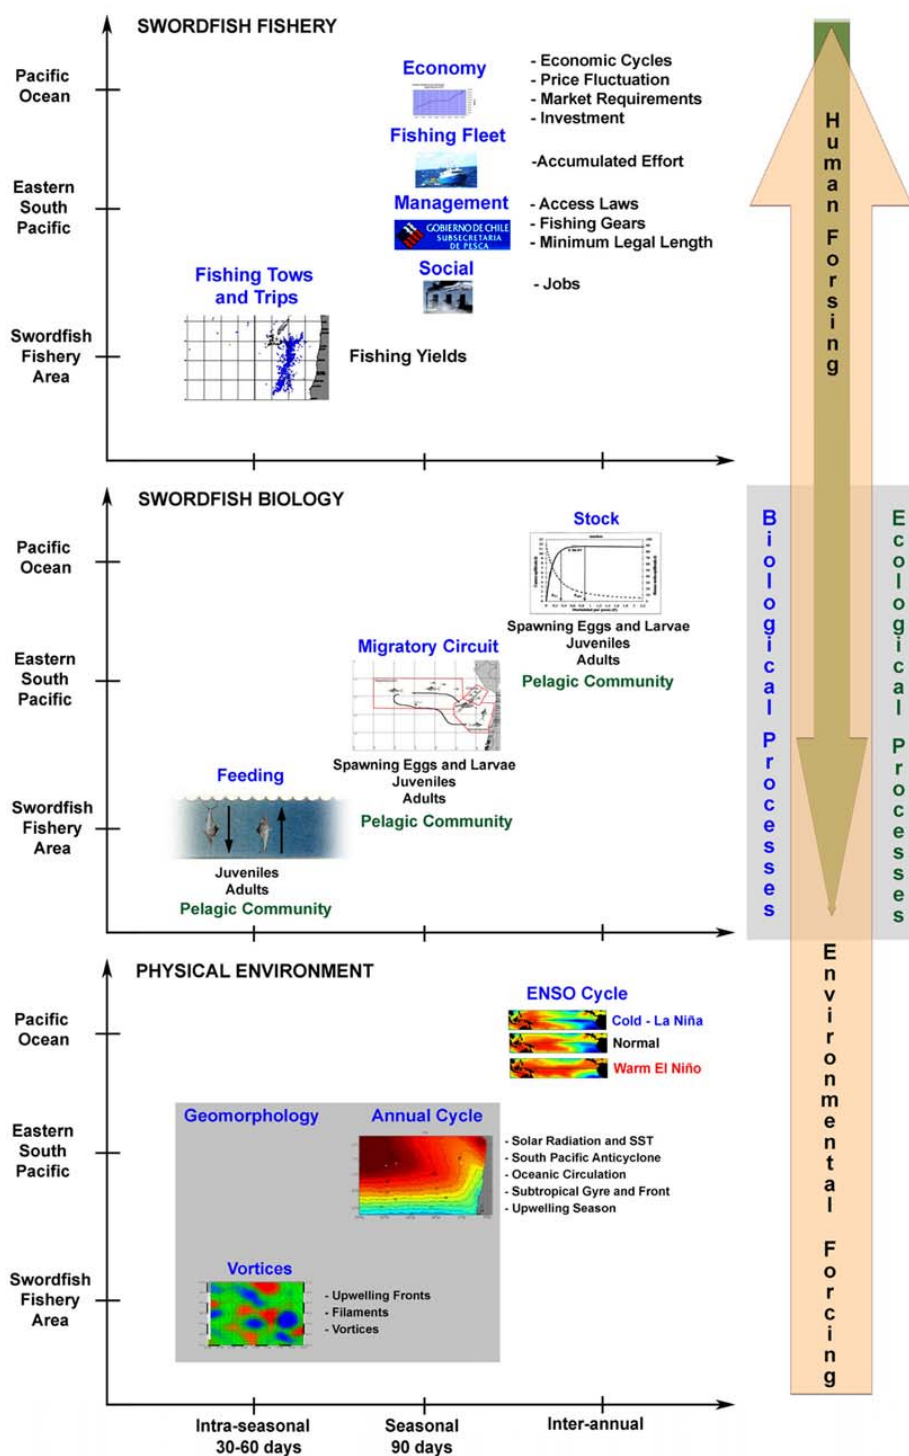 SWORDFISH FISHERY
Pacific
Ocean
Eastern
South
Pacific
Swordfish
Fishery
Area
Economy
- Economic Cycles
- Price Fluctuation
- Market Requirements
- Investment
Fishing Fleet
-Accumulated Effort
Management
GOBIERNO DE CHILE
SUBSECRETARIA
DE PESCA
- Access Laws
- Fishing Gears
- Minimum Legal Length
Social
- Jobs
Fishing Tows
and Trips
Fishing Yields
SWORDFISH BIOLOGY
Pacific
Ocean
Eastern
South
Pacific
Swordfish
Fishery
Area
Stock
Spawning Eggs and Larvae
Juveniles
Adults
Pelagic Community
Migratory Circuit
Spawning Eggs and Larvae
Juveniles
Adults
Pelagic Community
Feeding
Juveniles
Adults
Pelagic Community
PHYSICAL ENVIRONMENT
Pacific
Ocean
Eastern
South
Pacific
Swordfish
Fishery
Area
ENSO Cycle
Cold - La Niña
Normal
Warm El Niño
Geomorphology
Annual Cycle
- Solar Radiation and SST
- South Pacific Anticyclone
- Oceanic Circulation
- Subtropical Gyre and Front
- Upwelling Season
Vortices
- Upwelling Fronts
- Filaments
- Vortices
Intra-seasonal
30-60 days
Seasonal
90 days
Inter-annual
Human Forsing
Biological Processes
Ecological Processes
Environmental Forcing